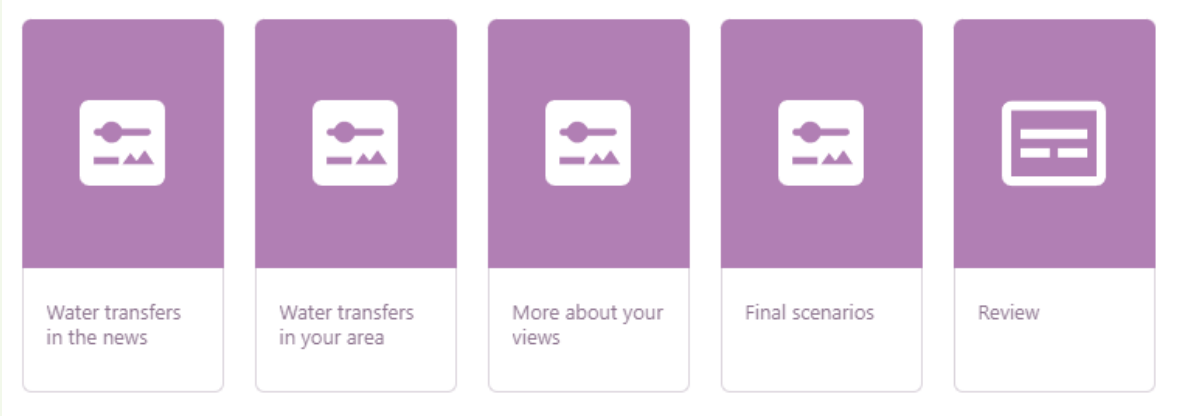 Water transfers
in the news
Water transfers
in your area
More about your
views
Final scenarios
Review